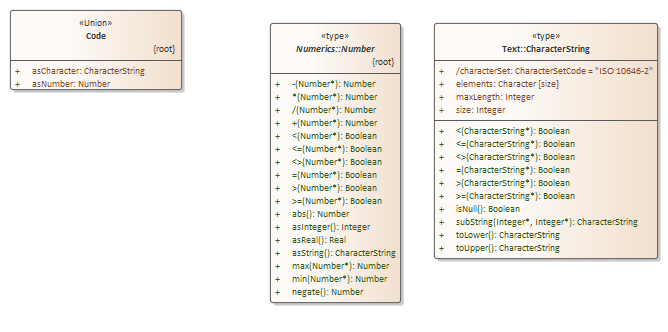 «Union»
Code
{root}
+ asCharacter: CharacterString
+ asNumber: Number
«type»
Numerics::Number
{root}
+ -(Number*): Number
+ *(Number*): Number
+ /(Number*): Number
+ +(Number*): Number
+ <(Number*): Boolean
+ <=(Number*): Boolean
+ <>(Number*): Boolean
+ =(Number*): Boolean
+ >(Number*): Boolean
+ >=(Number*): Boolean
+ abs(): Number
+ asInteger(): Integer
+ asReal(): Real
+ asString(): CharacterString
+ max(Number*): Number
+ min(Number*): Number
+ negate(): Number
«type»
Text::CharacterString
+ /characterSet: CharacterSetCode = "ISO 10646-2"
+ elements: Character [size]
+ maxLength: Integer
+ size: Integer
+ <(CharacterString*): Boolean
+ <=(CharacterString*): Boolean
+ <>(CharacterString*): Boolean
+ =(CharacterString*): Boolean
+ >(CharacterString*): Boolean
+ >=(CharacterString*): Boolean
+ isNull(): Boolean
+ subString(Integer*, Integer*): CharacterString
+ toLower(): CharacterString
+ toUpper(): CharacterString